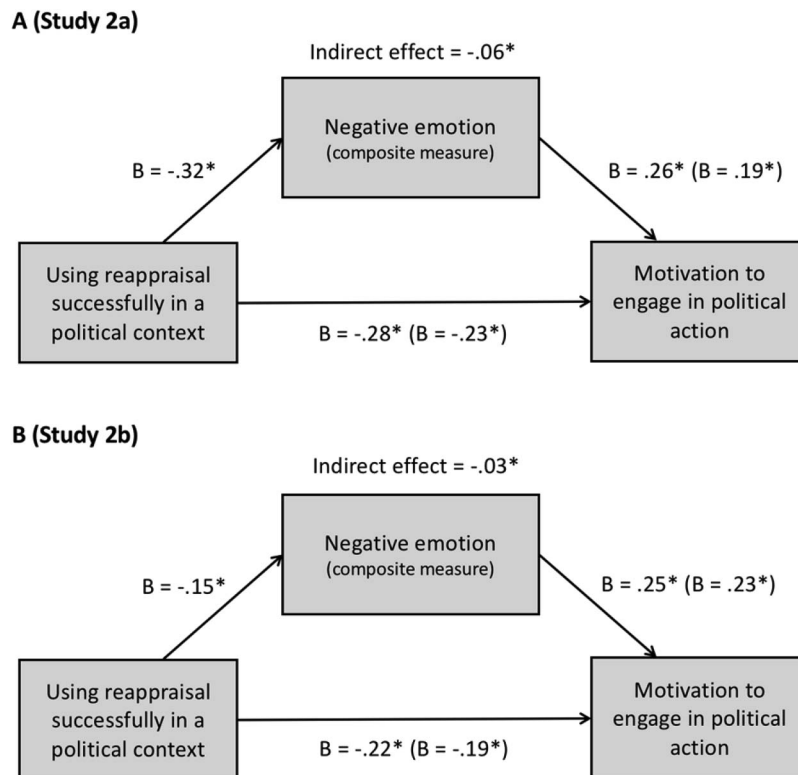 A (Study 2a)
Indirect effect = -.06*
Negative emotion
(composite measure)
B = -.32*
B = .26* (B = .19*)
Using reappraisal
successfully in a
political context
Motivation to
engage in political
action
B = -.28* (B = -.23*)
B (Study 2b)
Indirect effect = -.03*
Negative emotion
(composite measure)
B = -.15*
B = .25* (B = .23*)
Using reappraisal
successfully in a
political context
Motivation to
engage in political
action
B = -.22* (B = -.19*)